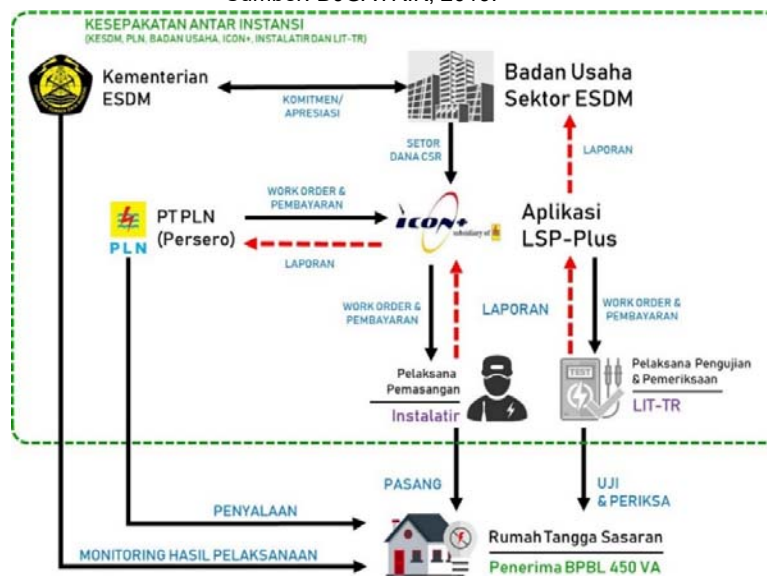 KESEPAKATAN ANTAR INSTANSI
(KESDM, PLN, BADAN USAHA, ICON+, INSTALATIR DAN LIT-TR)
Kementerian
ESDM
KOMITMEN/
APRESIASI
Badan Usaha
Sektor ESDM
SETOR
DANA CSR
LAPORAN
WORK ORDER &
PEMBAYARAN
PLN
PT PLN
(Persero)
LAPORAN
icon+
subsidiary of
Aplikasi
LSP-Plus
WORK ORDER &
PEMBAYARAN
LAPORAN
WORK ORDER &
PEMBAYARAN
Pelaksana
Pemasangan
Instalatir
TEST
Pelaksana Pengujian
& Pemeriksaan
LIT-TR
PASANG
UJI
& PERIKSA
PENYALAAN
MONITORING HASIL PELAKSANAAN
Rumah Tangga Sasaran
Penerima BPBL 450 VA